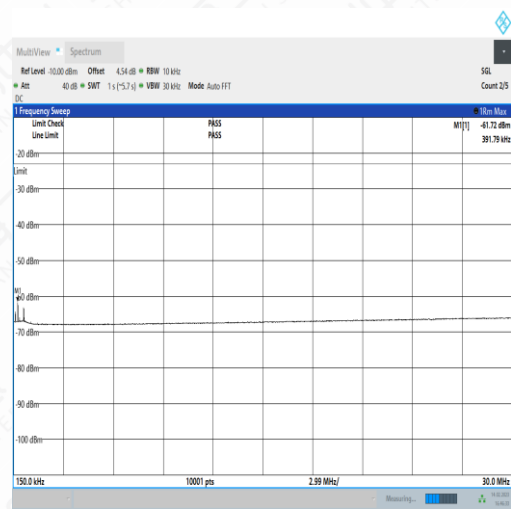 MultiView Spectrum
Ref Level -10.00 dBm Offset 4.54 dB RBW 10 kHz SGL
Att 40 dB SWT 1 s (~5.7 s) VBW 30 kHz Mode Auto FFT Count 2/5
DC
1 Frequency Sweep 1Rm Max
Limit Check PASS M1[1] -61.72 dBm
Line Limit PASS 391.79 kHz
-20 dBm
Limit
-30 dBm
-40 dBm
-50 dBm
M1
-60 dBm
-70 dBm
-80 dBm
-90 dBm
-100 dBm
150.0 kHz 10001 pts 2.99 MHz/ 30.0 MHz
Measuring...